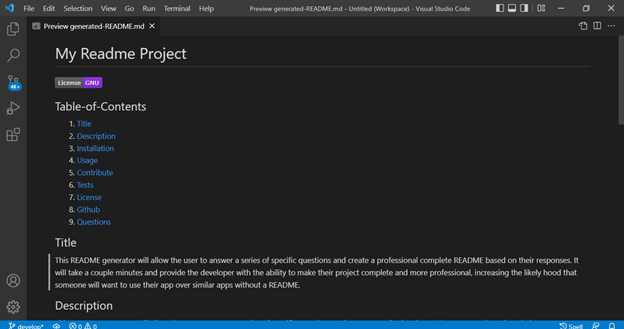 File Edit Selection View Go Run Terminal Help Preview generated-README.md - Untitled (Workspace) - Visual Studio Code
Preview generated-README.md
My Readme Project
License GNU
Table-of-Contents
1. Title
2. Description
3. Installation
4. Usage
5. Contribute
6. Tests
7. License
8. Github
9. Questions
Title
This README generator will allow the user to answer a series of specific questions and create a professional complete README based on their responses. It
will take a couple minutes and provide the developer with the ability to make their project complete and more professional, increasing the likely hood that
someone will want to use their app over similar apps without a README.
Description
4K+
develop* 0 0 Spell